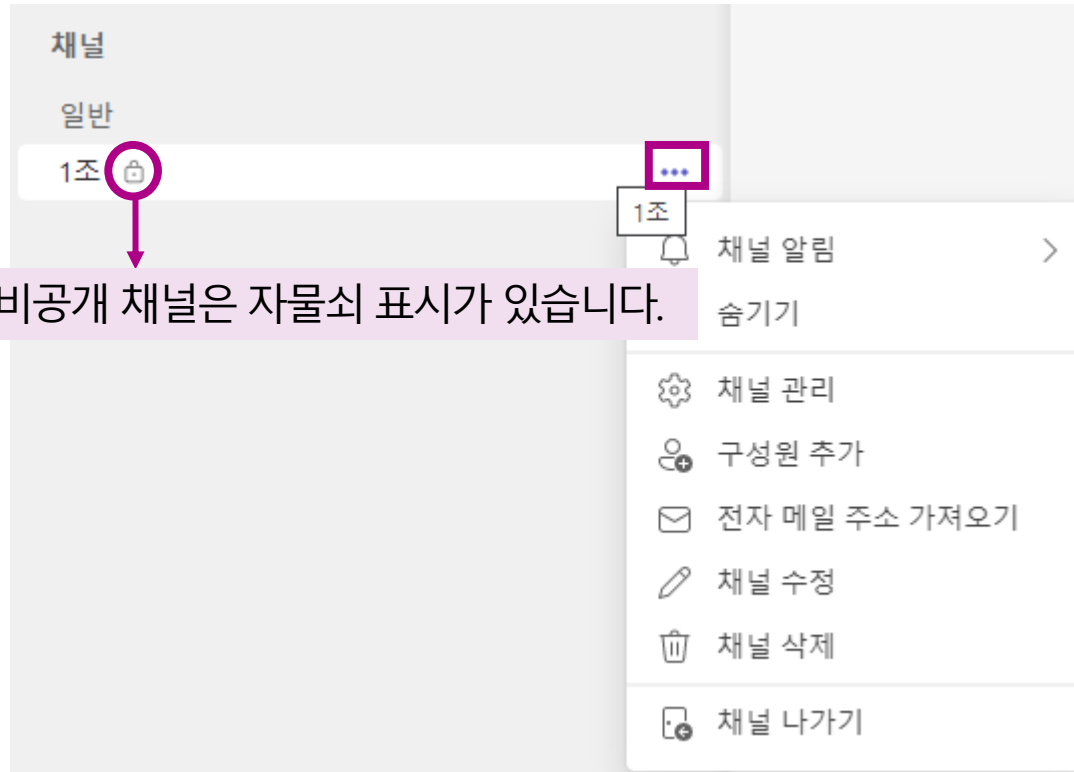 채널
일반
1조
1조
채널 알림
비공개 채널은 자물쇠 표시가 있습니다.
숨기기
채널 관리
구성원 추가
전자 메일 주소 가져오기
채널 수정
채널 삭제
채널 나가기